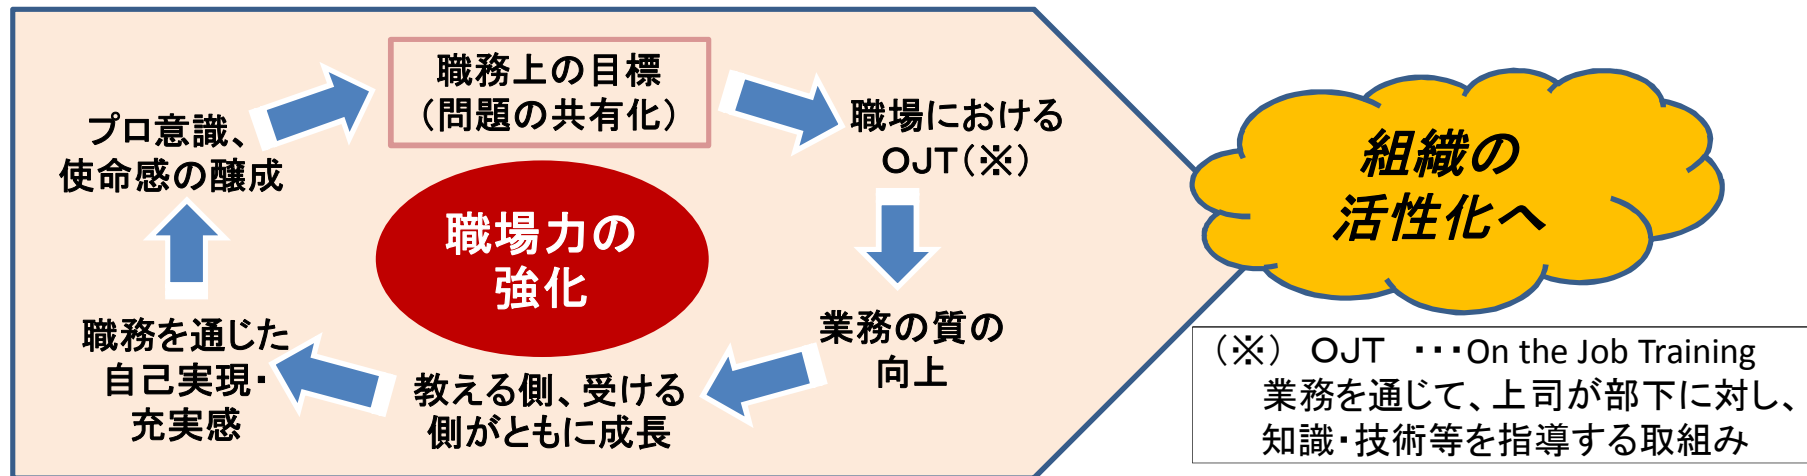 職務上の目標
（問題の共有化）
職場における
ＯＪＴ（※）
業務の質の
向上
教える側、受ける
側がともに成長
職務を通じた
自己実現・
充実感
プロ意識、
使命感の醸成
職場力の
強化
組織の
活性化へ
（※）　ＯＪＴ　・・・On the Job Training
業務を通じて、上司が部下に対し、
知識・技術等を指導する取組み